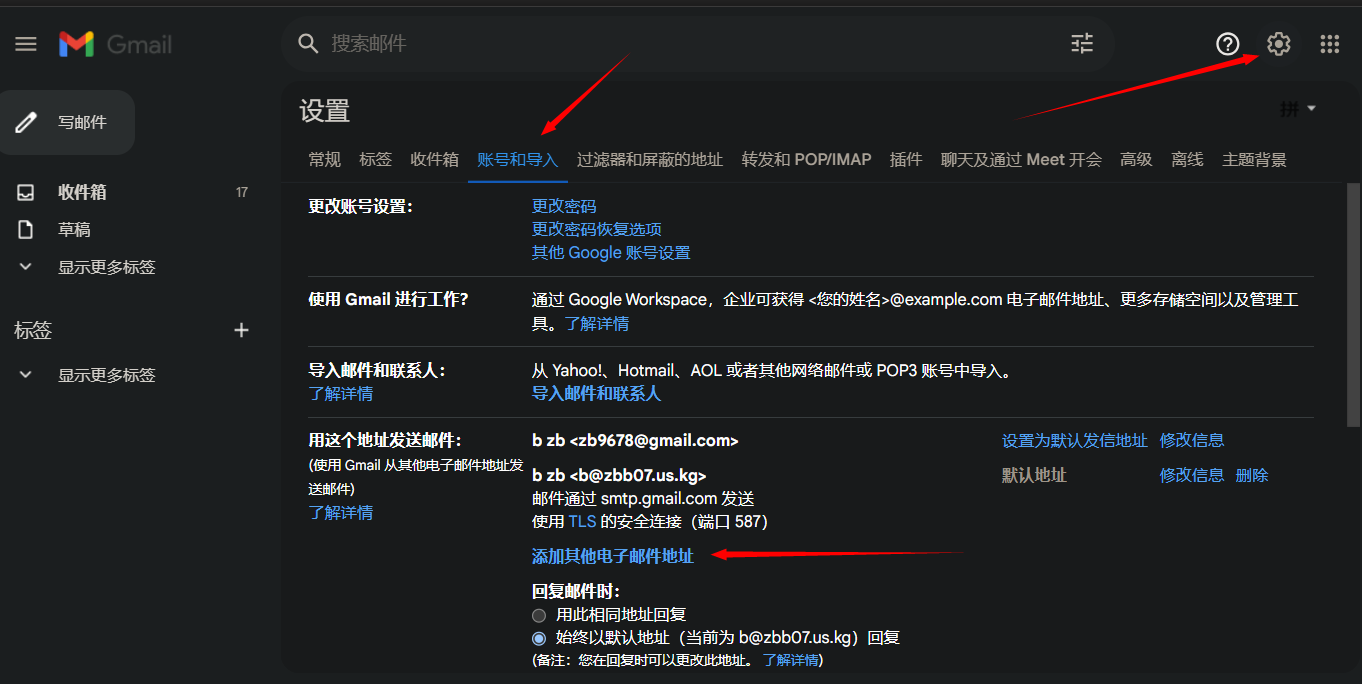 Gmail
搜索邮件
写邮件
收件箱 17
草稿
显示更多标签
标签
显示更多标签
设置
拼
常规 标签 收件箱 账号和导入 过滤器和屏蔽的地址 转发和 POP/IMAP 插件 聊天及通过 Meet 开会 高级 离线 主题背景
更改账号设置:
更改密码
更改密码恢复选项
其他 Google 账号设置
使用 Gmail 进行工作?
通过 Google Workspace，企业可获得 <您的姓名>@example.com 电子邮件地址、更多存储空间以及管理工
具。了解详情
导入邮件和联系人:
了解详情
从 Yahoo!、Hotmail、AOL 或者其他网络邮件或 POP3 账号中导入。
导入邮件和联系人
用这个地址发送邮件:
(使用 Gmail 从其他电子邮件地址发
送邮件)
了解详情
b zb <zb9678@gmail.com> 设置为默认发信地址 修改信息
b zb <b@zbb07.us.kg> 默认地址 修改信息 删除
邮件通过 smtp.gmail.com 发送
使用 TLS 的安全连接（端口 587）
添加其他电子邮件地址
回复邮件时:
用此相同地址回复
始终以默认地址（当前为 b@zbb07.us.kg）回复
(备注：您在回复时可以更改此地址。 了解详情)